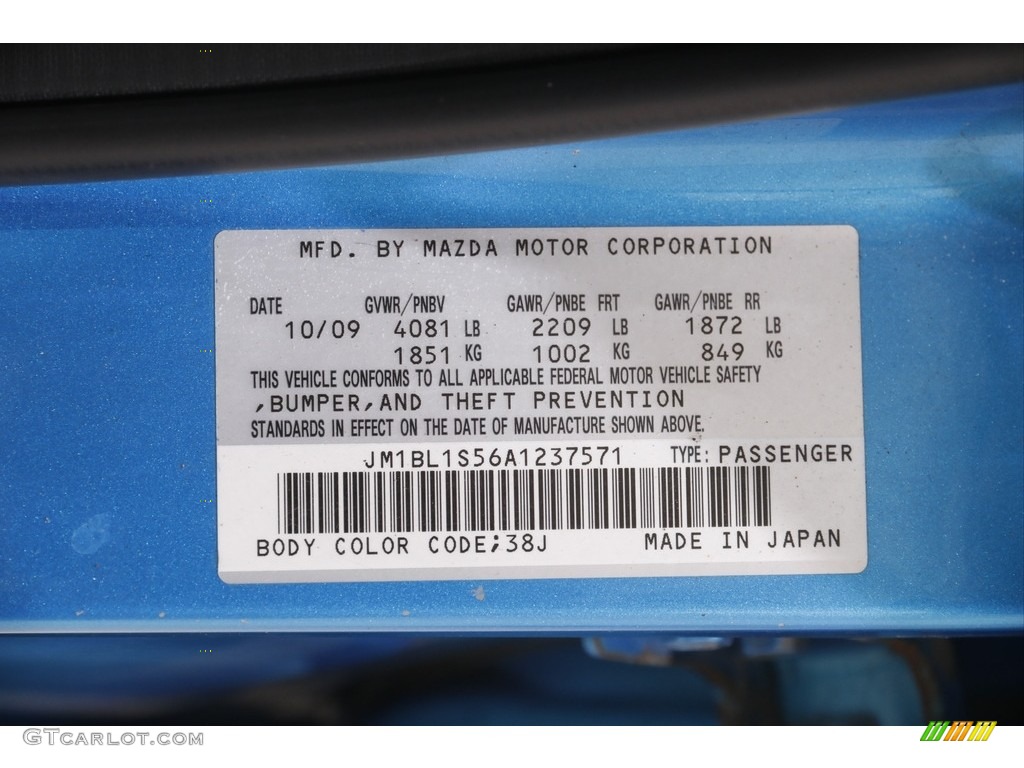 MFD. BY MAZDA MOTOR CORPORATION
DATE GVWR/PNBV GAWR/PNBE FRT GAWR/PNBE RR
10/09 4081 LB 2209 LB 1872 LB
1851 KG 1002 KG 849 KG
THIS VEHICLE CONFORMS TO ALL APPLICABLE FEDERAL MOTOR VEHICLE SAFETY
,BUMPER,AND THEFT PREVENTION
STANDARDS IN EFFECT ON THE DATE OF MANUFACTURE SHOWN ABOVE.
JM1BL1S56A1237571 TYPE: PASSENGER
BODY COLOR CODE;38J MADE IN JAPAN
GTCarlot.com